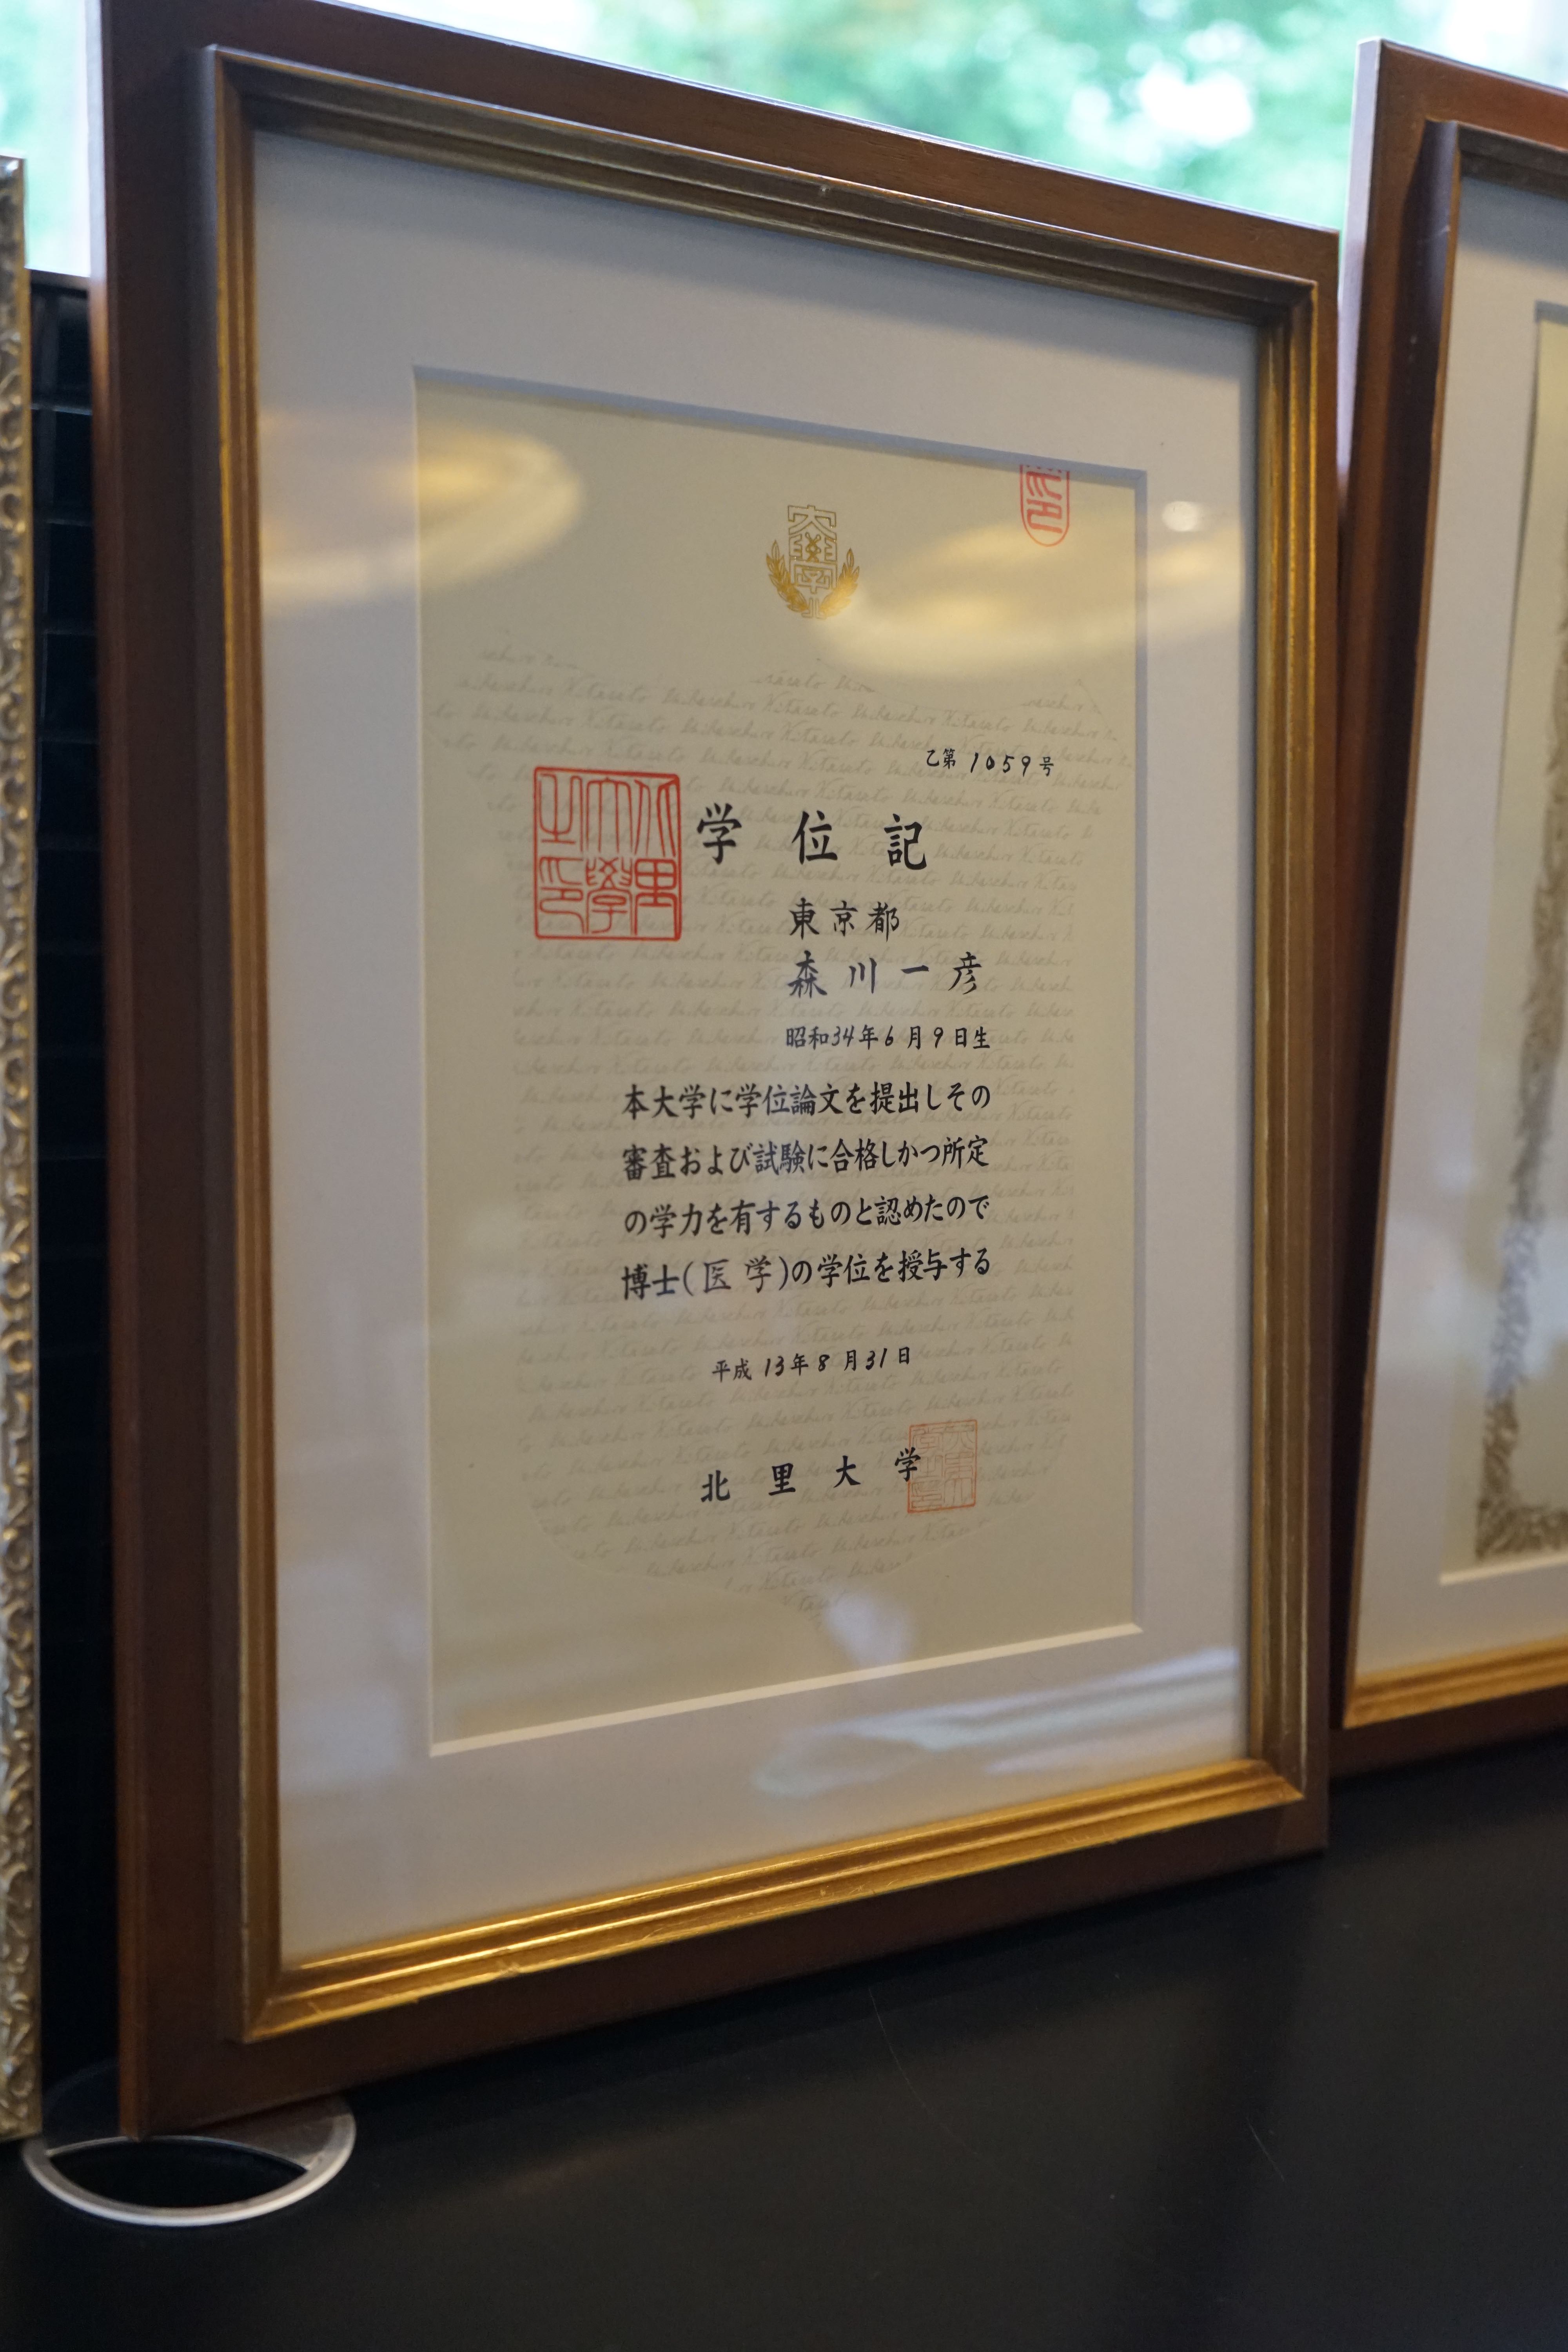 乙第1059号
学位記
東京都
森川一彦
昭和34年6月9日生
本大学に学位論文を提出しその
審査および試験に合格しかつ所定
の学力を有するものと認めたので
博士(医学)の学位を授与する
平成13年8月31日
北里大学